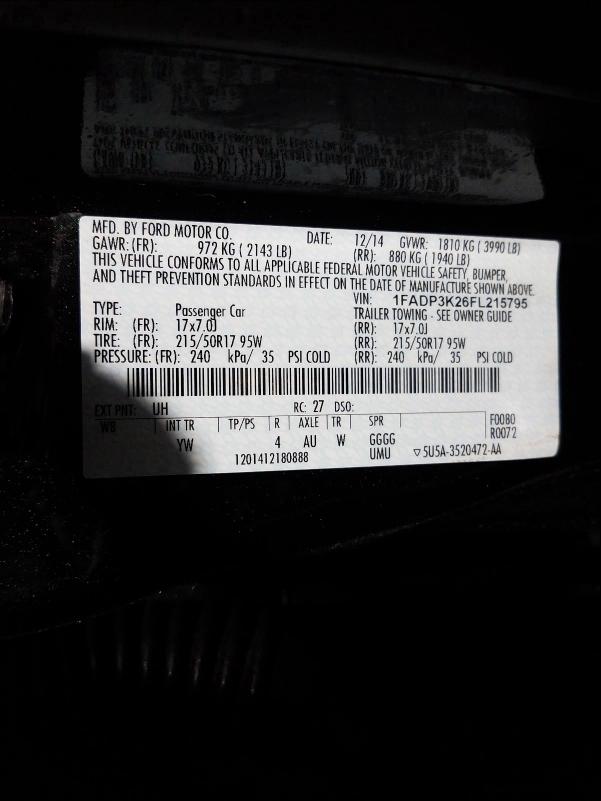 MFD. BY FORD MOTOR CO. DATE: 12/14 GVWR: 1810 KG ( 3990 LB)
GAWR: (FR): 972 KG ( 2143 LB) (RR): 880 KG ( 1940 LB)
THIS VEHICLE CONFORMS TO ALL APPLICABLE FEDERAL MOTOR VEHICLE SAFETY, BUMPER,
AND THEFT PREVENTION STANDARDS IN EFFECT ON THE DATE OF MANUFACTURE SHOWN ABOVE.
VIN: 1FADP3K26FL215795
TYPE: Passenger Car TRAILER TOWING - SEE OWNER GUIDE
RIM: (FR): 17x7.0J (RR): 17x7.0J
TIRE: (FR): 215/50R17 95W (RR): 215/50R17 95W
PRESSURE: (FR): 240 kPa/ 35 PSI COLD (RR): 240 kPa/ 35 PSI COLD
EXT PNT: UH RC: 27 DSO:
WB INT TR TP/PS R AXLE TR SPR F0080
YW 4 AU W GGGG R0072
1201412180888 UMU ▽5U5A-3520472-AA